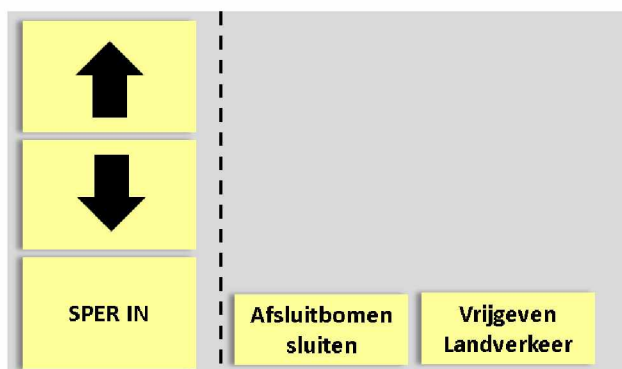 SPER IN
Afsluitbomen
sluiten
Vrijgeven
Landverkeer